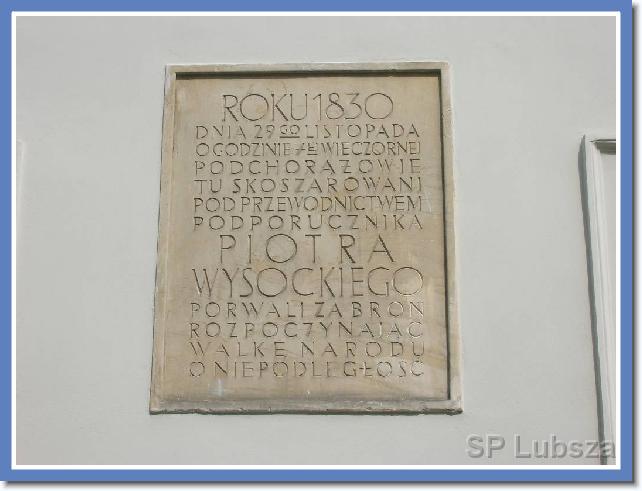 ROKU 1830
DNIA 29GO LISTOPADA
O GODZINIE 7EJ WIECZORNEJ
PODCHORĄŻOWIE
TU SKOSZAROWANI
POD PRZEWODNICTWEM
PODPORUCZNIKA
PIOTRA
WYSOCKIEGO
PORWALI ZA BROŃ
ROZPOCZYNAJĄC
WALKĘ NARODU
O NIEPODLEGŁOŚĆ
SP Lubsza